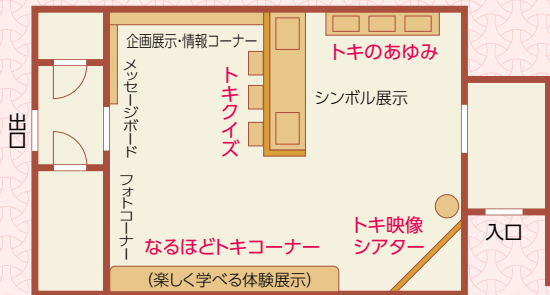 企画展示・情報コーナー
トキのあゆみ
メッセージボード
トキクイズ
シンボル展示
出口
フォトコーナー
なるほどトキコーナー
トキ映像
シアター
入口
(楽しく学べる体験展示)